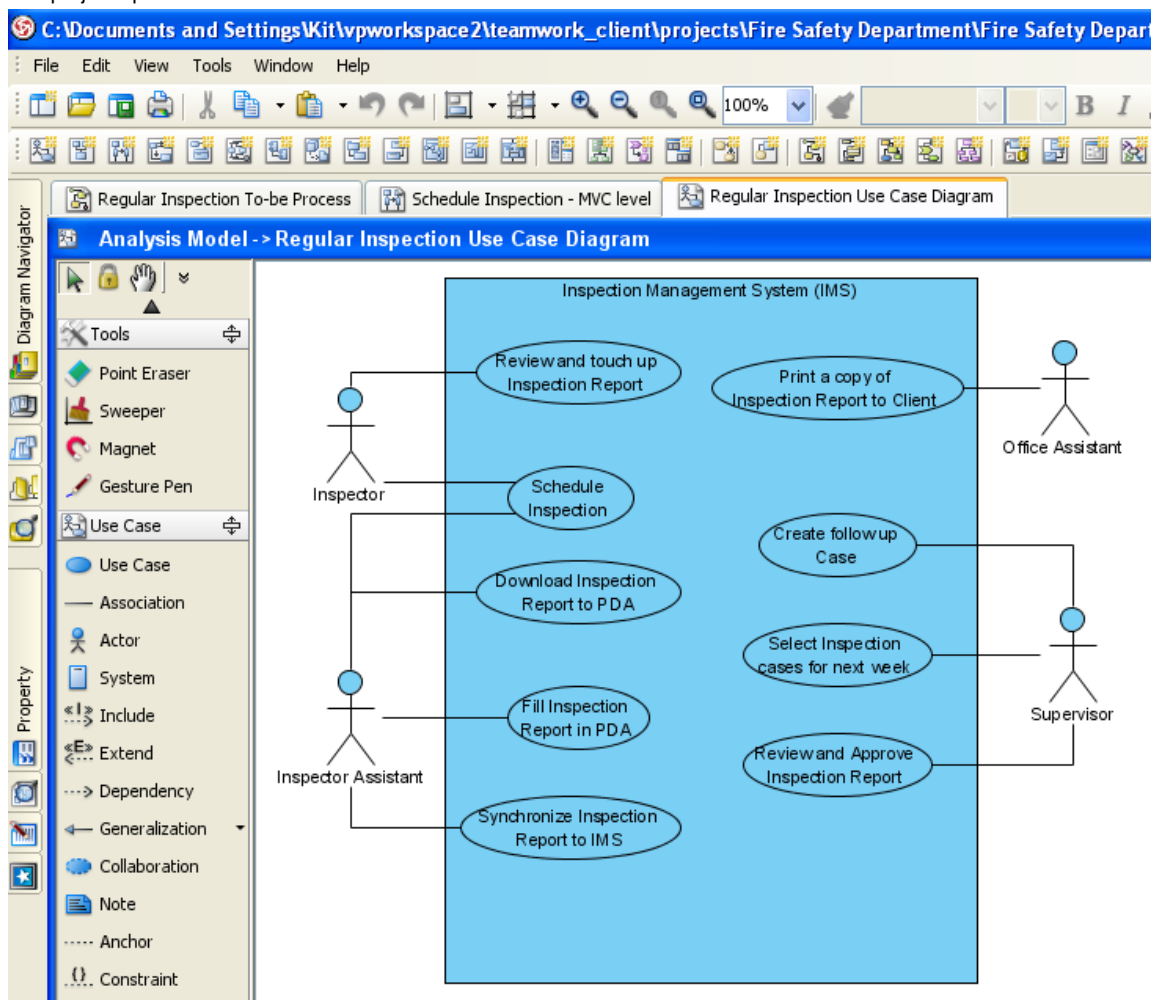 C:\Documents and Settings\Kit\vpworkspace2\teamwork_client\projects\Fire Safety Department\Fire Safety Depart
File Edit View Tools Window Help
100%
B I
Regular Inspection To-be Process
Schedule Inspection - MVC level
Regular Inspection Use Case Diagram
Diagram Navigator
Property
Analysis Model->Regular Inspection Use Case Diagram
Tools
Point Eraser
Sweeper
Magnet
Gesture Pen
Use Case
Use Case
Association
Actor
System
Include
Extend
Dependency
Generalization
Collaboration
Note
Anchor
Constraint
Inspection Management System (IMS)
Review and touch up
Inspection Report
Print a copy of
Inspection Report to Client
Office Assistant
Inspector
Schedule
Inspection
Create follow up
Case
Download Inspection
Report to PDA
Select Inspection
cases for next week
Supervisor
Fill Inspection
Report in PDA
Review and Approve
Inspection Report
Inspector Assistant
Synchronize Inspection
Report to IMS